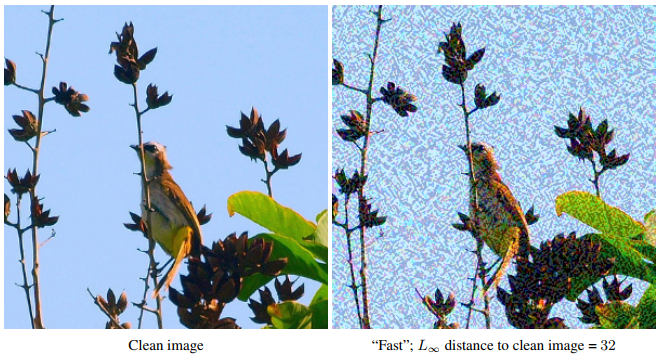 Clean image
“Fast”; L∞ distance to clean image = 32